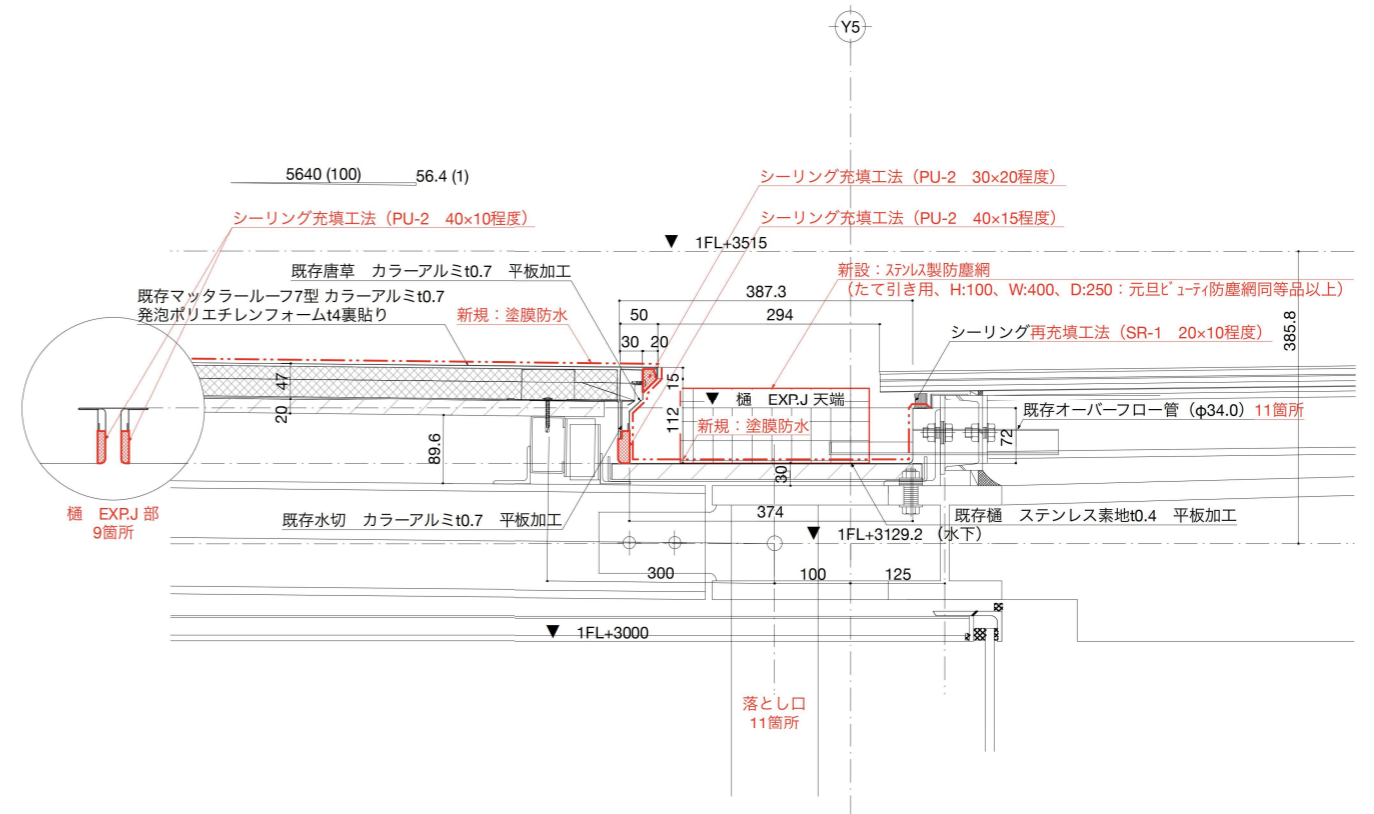 Y5
5640 (100)
56.4 (1)
シーリング充填工法（PU-2　30×20程度）
シーリング充填工法（PU-2　40×10程度）
シーリング充填工法（PU-2　40×15程度）
1FL+3515
既存唐草　カラーアルミt0.7　平板加工
新設：ステンレス製防塵網
（たて引き用、H:100、W:400、D:250：元旦ビューティ防塵網同等品以上）
既存マッタラールーフ7型 カラーアルミt0.7
発泡ポリエチレンフォームt4裏貼り
新規：塗膜防水
387.3
50
294
30
20
シーリング再充填工法（SR-1　20×10程度）
385.8
47
20
15
112
樋　EXP.J 天端
新規：塗膜防水
既存オーバーフロー管（φ34.0）11箇所
72
89.6
30
樋　EXP.J 部
9箇所
既存水切　カラーアルミt0.7　平板加工
374
既存樋　ステンレス素地t0.4　平板加工
1FL+3129.2 （水下）
300
100
125
1FL+3000
落とし口
11箇所